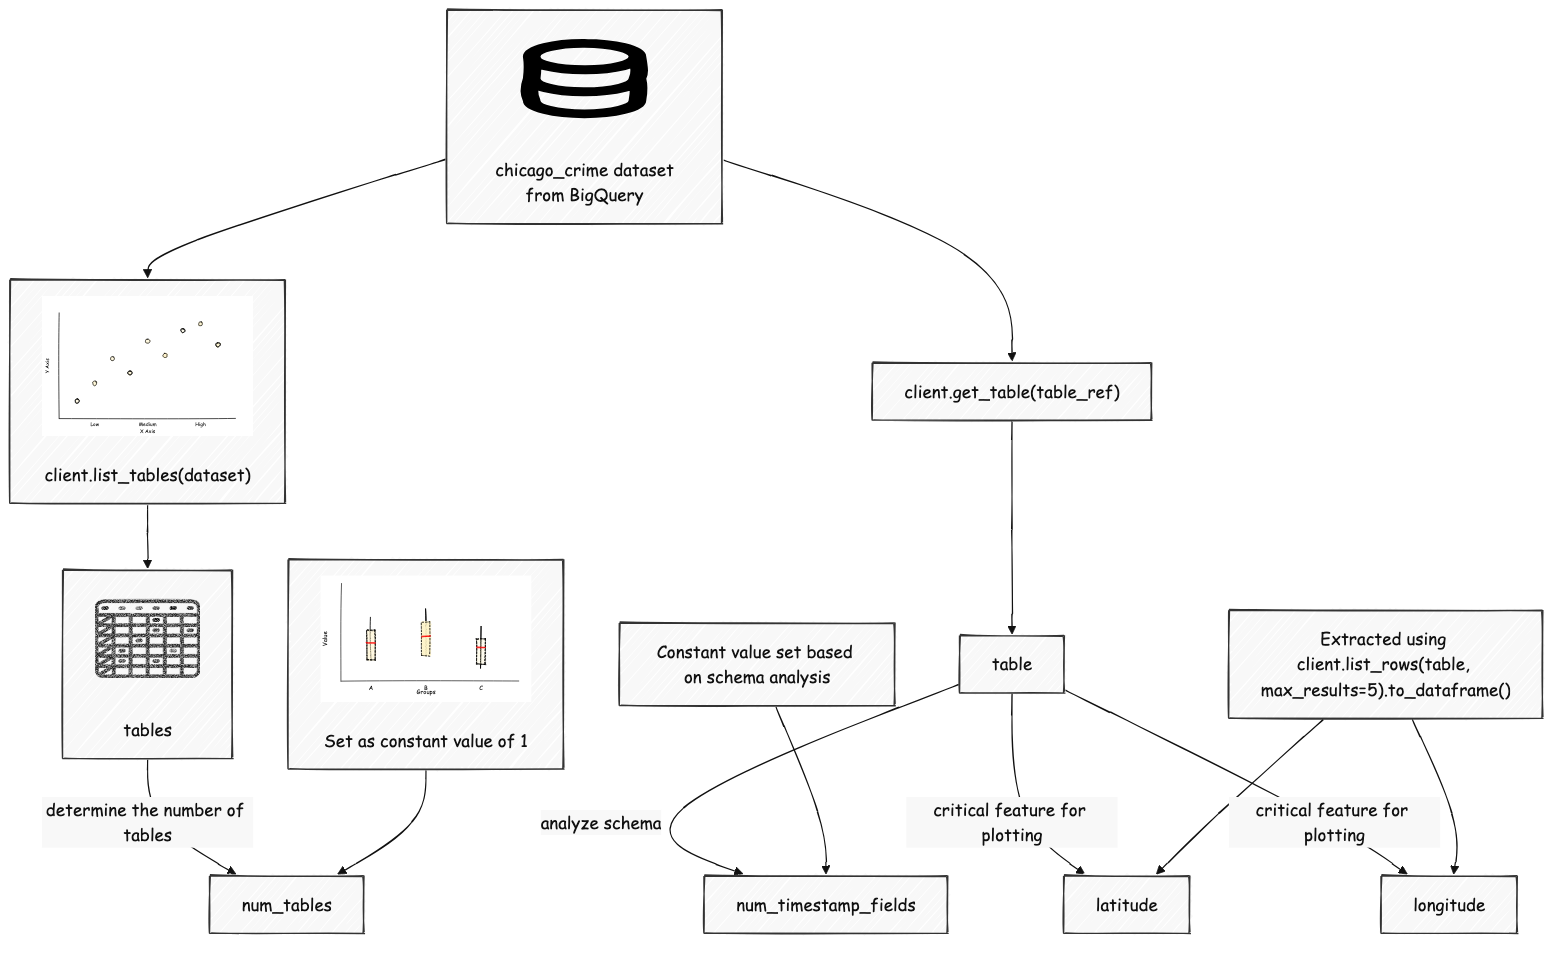 chicago_crime dataset
from BigQuery
Y Axis
Low
Medium
High
X Axis
client.list_tables(dataset)
client.get_table(table_ref)
tables
Value
A
B
C
Groups
Set as constant value of 1
Constant value set based
on schema analysis
table
Extracted using
client.list_rows(table,
max_results=5).to_dataframe()
determine the number of
tables
analyze schema
critical feature for
plotting
critical feature for
plotting
num_tables
num_timestamp_fields
latitude
longitude